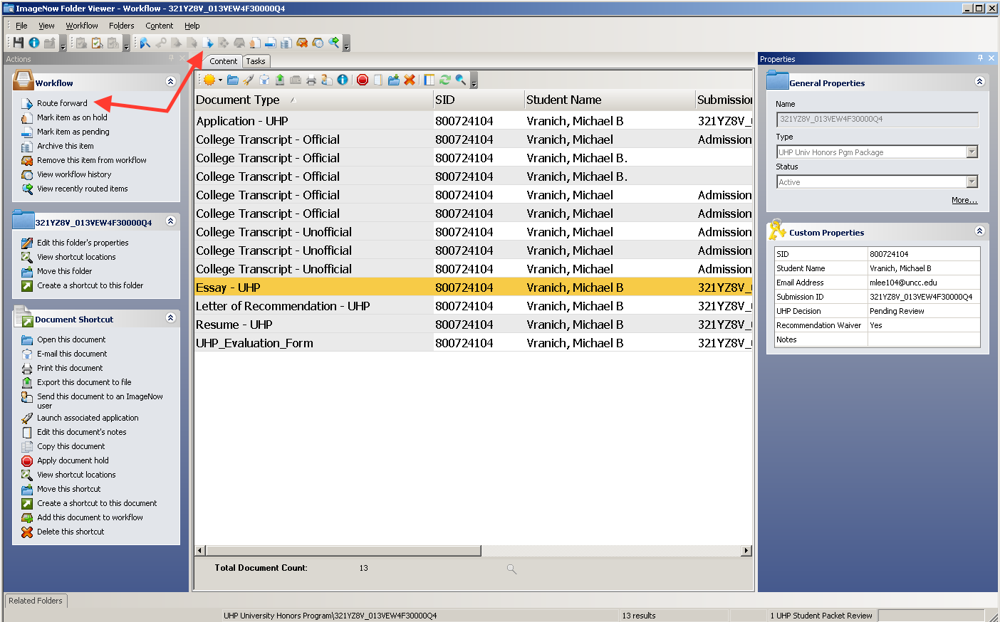 ImageNow Folder Viewer - Workflow - 321YZ8V_013VEW4F30000Q4
File View Workflow Folders Content Help
Actions
Workflow
Route forward
Mark item as on hold
Mark item as pending
Archive this item
Remove this item from workflow
View workflow history
View recently routed items
321YZ8V_013VEW4F30000Q4
Edit this folder's properties
View shortcut locations
Move this folder
Create a shortcut to this folder
Document Shortcut
Open this document
E-mail this document
Print this document
Export this document to file
Send this document to an ImageNow
user
Launch associated application
Edit this document's notes
Copy this document
Apply document hold
View shortcut locations
Move this shortcut
Create a shortcut to this document
Add this document to workflow
Delete this shortcut
Content Tasks
Document Type SID Student Name Submission
Application - UHP 800724104 Vranich, Michael B 321YZ8V_
College Transcript - Official 800724104 Vranich, Michael Admission
College Transcript - Official 800724104 Vranich, Michael B.
College Transcript - Official 800724104 Vranich, Michael B.
College Transcript - Official 800724104 Vranich, Michael Admission
College Transcript - Official 800724104 Vranich, Michael Admission
College Transcript - Unofficial 800724104 Vranich, Michael Admission
College Transcript - Unofficial 800724104 Vranich, Michael Admission
College Transcript - Unofficial 800724104 Vranich, Michael Admission
Essay - UHP 800724104 Vranich, Michael B 321YZ8V_
Letter of Recommendation - UHP 800724104 Vranich, Michael B 321YZ8V_
Resume - UHP 800724104 Vranich, Michael B 321YZ8V_
UHP_Evaluation_Form 800724104 Vranich, Michael B 321YZ8V_
Total Document Count: 13
Properties
General Properties
Name
321YZ8V_013VEW4F30000Q4
Type
UHP Univ Honors Pgm Package
Status
Active
More...
Custom Properties
SID 800724104
Student Name Vranich, Michael B
Email Address mlee104@uncc.edu
Submission ID 321YZ8V_013VEW4F30000Q4
UHP Decision Pending Review
Recommendation Waiver Yes
Notes
Related Folders
UHP University Honors Program\321YZ8V_013VEW4F30000Q4 13 results 1 UHP Student Packet Review